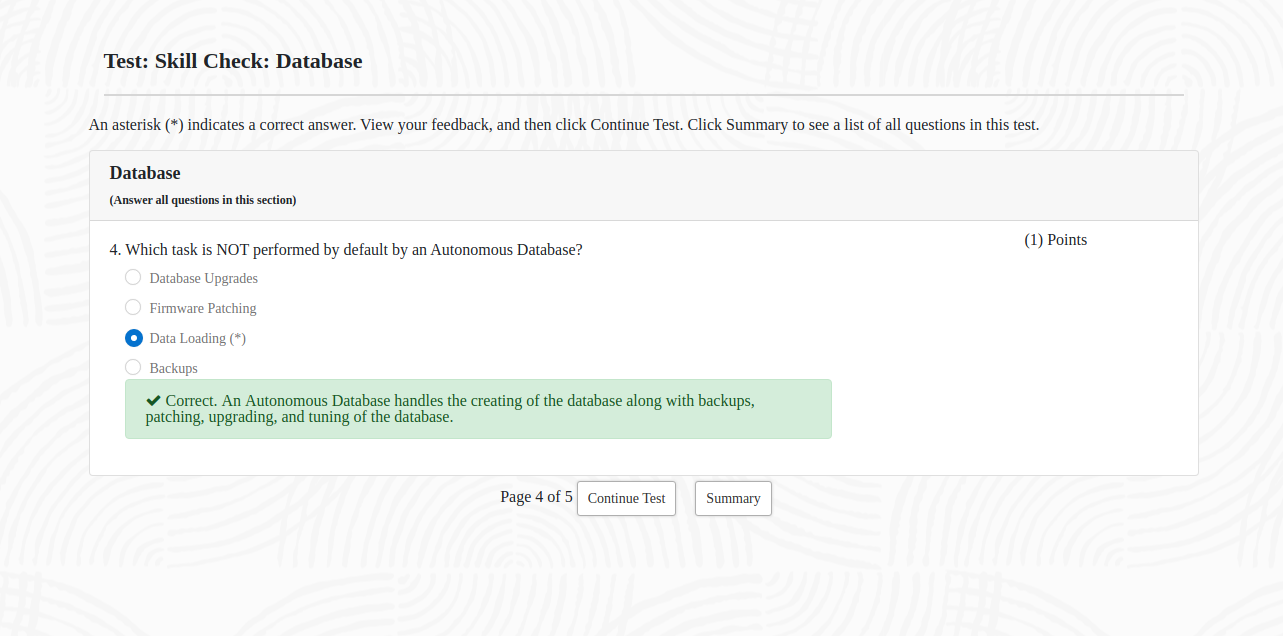 Test: Skill Check: Database
An asterisk (*) indicates a correct answer. View your feedback, and then click Continue Test. Click Summary to see a list of all questions in this test.
Database
(Answer all questions in this section)
4. Which task is NOT performed by default by an Autonomous Database?
(1) Points
Database Upgrades
Firmware Patching
Data Loading (*)
Backups
Correct. An Autonomous Database handles the creating of the database along with backups,
patching, upgrading, and tuning of the database.
Page 4 of 5 Continue Test Summary